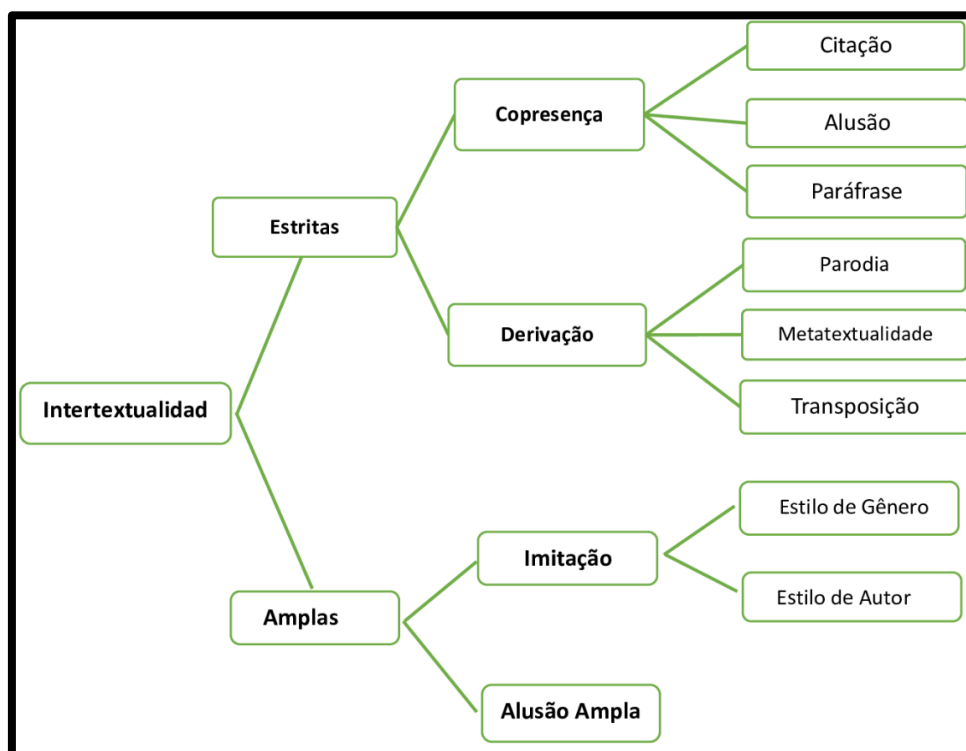 Citação
Copresença
Alusão
Paráfrase
Estritas
Parodia
Derivação
Metatextualidade
Transposição
Intertextualidad
Estilo de Gênero
Imitação
Estilo de Autor
Amplas
Alusão Ampla